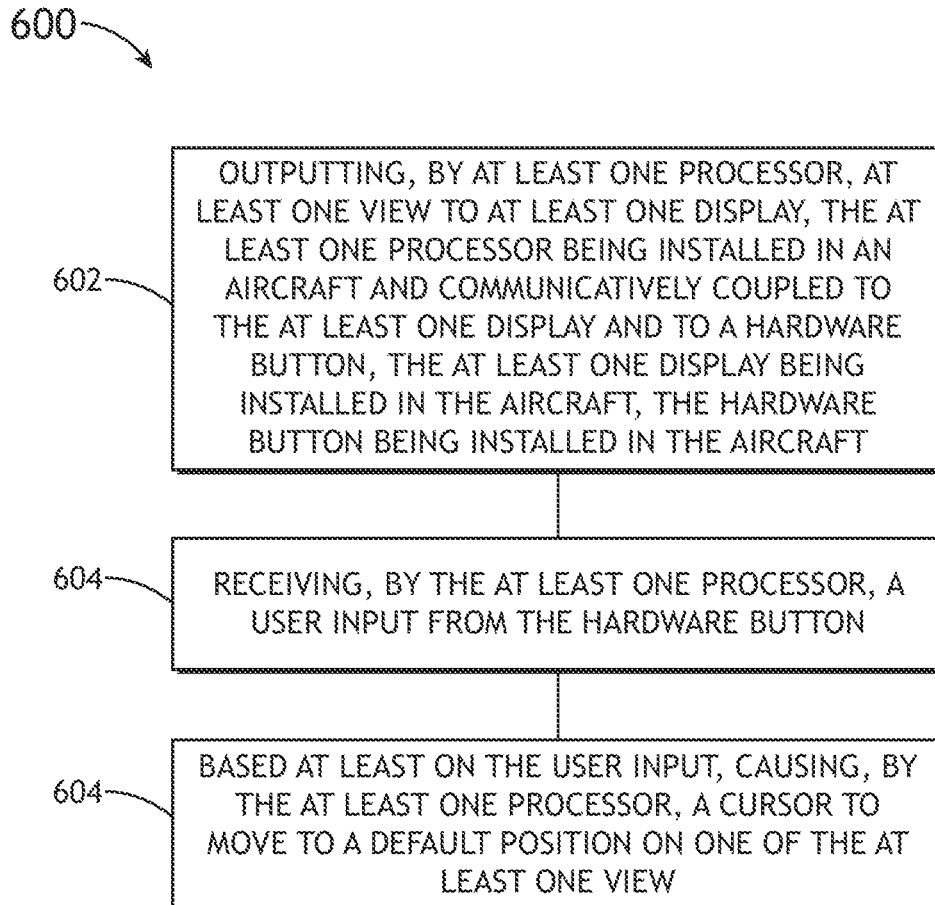 600
602
OUTPUTTING, BY AT LEAST ONE PROCESSOR, AT
LEAST ONE VIEW TO AT LEAST ONE DISPLAY, THE AT
LEAST ONE PROCESSOR BEING INSTALLED IN AN
AIRCRAFT AND COMMUNICATIVELY COUPLED TO
THE AT LEAST ONE DISPLAY AND TO A HARDWARE
BUTTON, THE AT LEAST ONE DISPLAY BEING
INSTALLED IN THE AIRCRAFT, THE HARDWARE
BUTTON BEING INSTALLED IN THE AIRCRAFT
604
RECEIVING, BY THE AT LEAST ONE PROCESSOR, A
USER INPUT FROM THE HARDWARE BUTTON
604
BASED AT LEAST ON THE USER INPUT, CAUSING, BY
THE AT LEAST ONE PROCESSOR, A CURSOR TO
MOVE TO A DEFAULT POSITION ON ONE OF THE AT
LEAST ONE VIEW